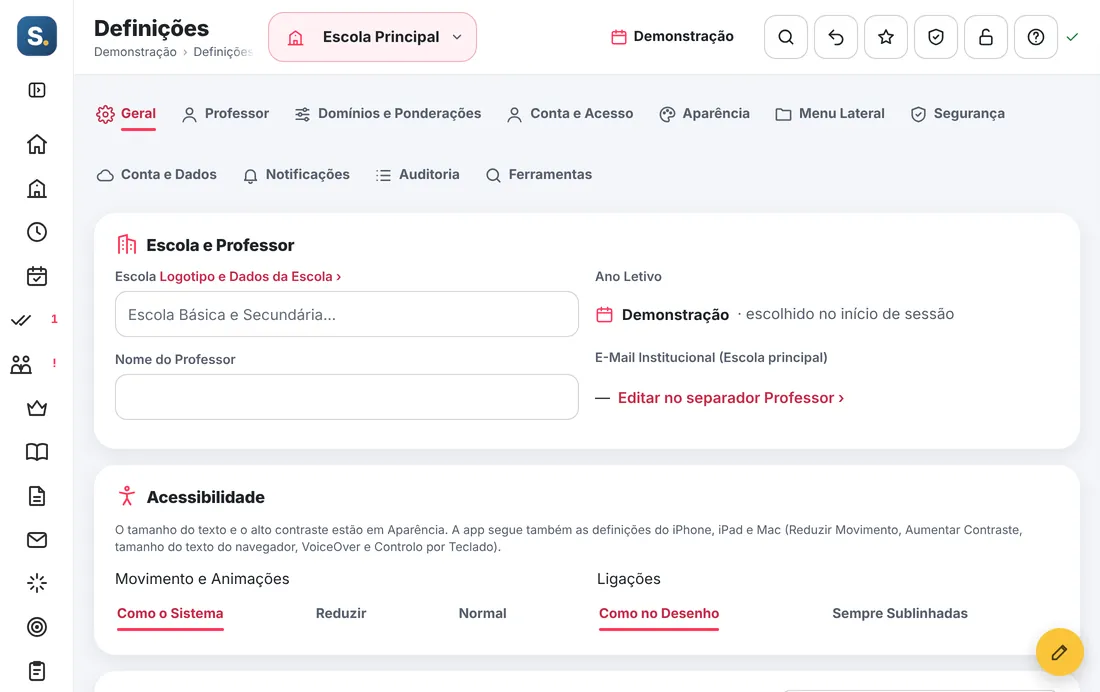 S.
Definições
Demonstração › Definições
Escola Principal
Demonstração
Geral
Professor
Domínios e Ponderações
Conta e Acesso
Aparência
Menu Lateral
Segurança
Conta e Dados
Notificações
Auditoria
Ferramentas
1
!
Escola e Professor
Escola Logotipo e Dados da Escola ›
Escola Básica e Secundária...
Nome do Professor
Ano Letivo
Demonstração · escolhido no início de sessão
E-Mail Institucional (Escola principal)
— Editar no separador Professor ›
Acessibilidade
O tamanho do texto e o alto contraste estão em Aparência. A app segue também as definições do iPhone, iPad e Mac (Reduzir Movimento, Aumentar Contraste,
tamanho do texto do navegador, VoiceOver e Controlo por Teclado).
Movimento e Animações
Como o Sistema
Reduzir
Normal
Ligações
Como no Desenho
Sempre Sublinhadas